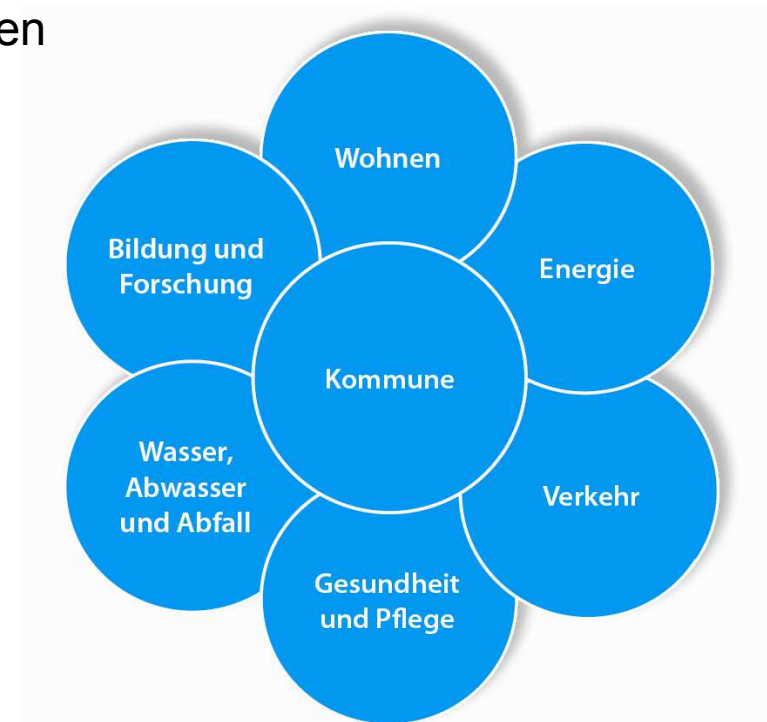 en
Wohnen
Bildung und
Forschung
Energie
Kommune
Wasser,
Abwasser
und Abfall
Verkehr
Gesundheit
und Pflege